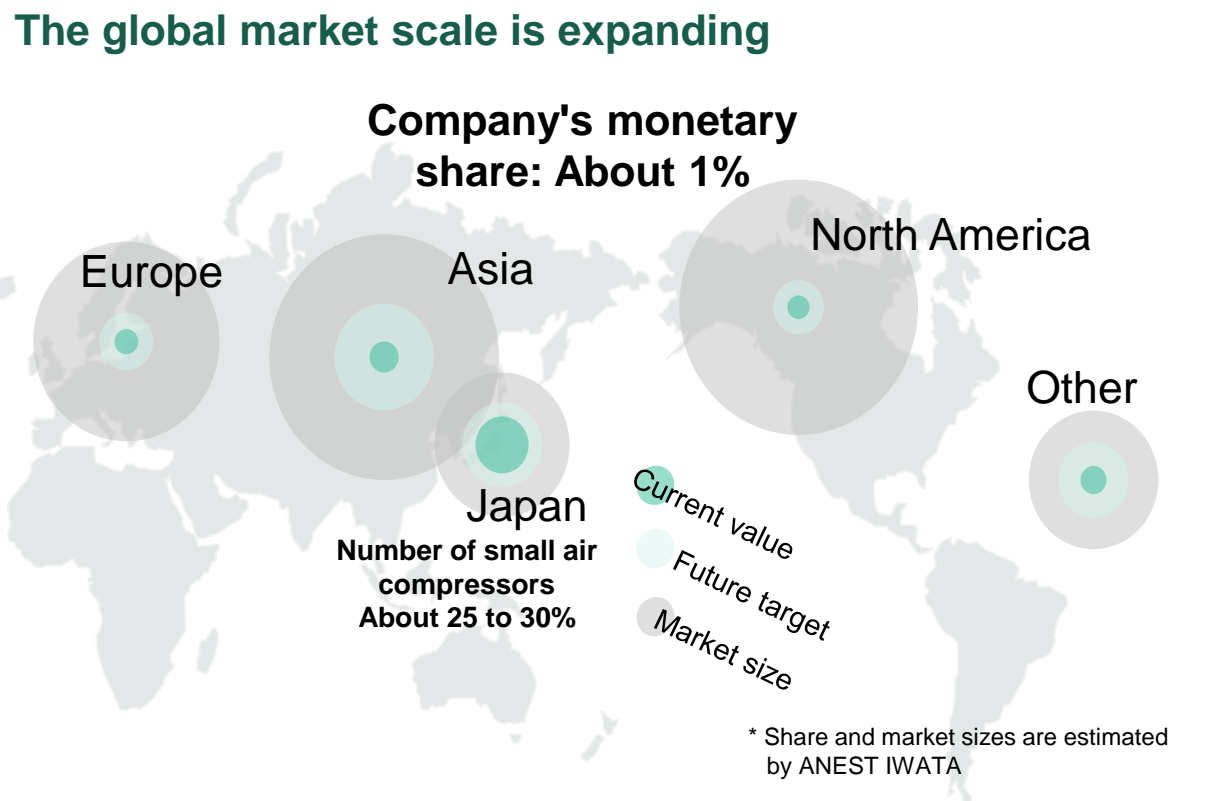 The global market scale is expanding
Company's monetary
share: About 1%
North America
Europe
Asia
Other
Japan
Number of small air
compressors
About 25 to 30%
Current value
Future target
Market size
* Share and market sizes are estimated
by ANEST IWATA